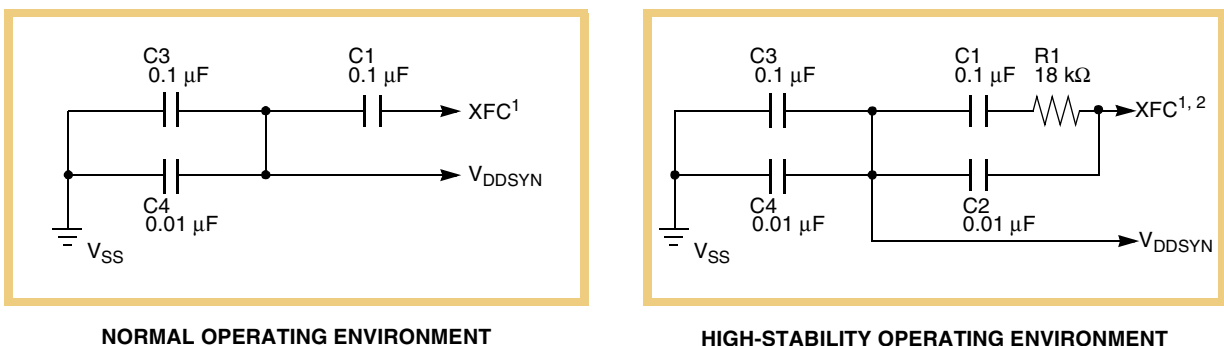 C3
0.1 µF
C1
0.1 µF
XFC1
VDDSYN
C4
0.01 µF
VSS
NORMAL OPERATING ENVIRONMENT
C3
0.1 µF
C1
0.1 µF
R1
18 kΩ
XFC1, 2
C4
0.01 µF
C2
0.01 µF
VDDSYN
VSS
HIGH-STABILITY OPERATING ENVIRONMENT